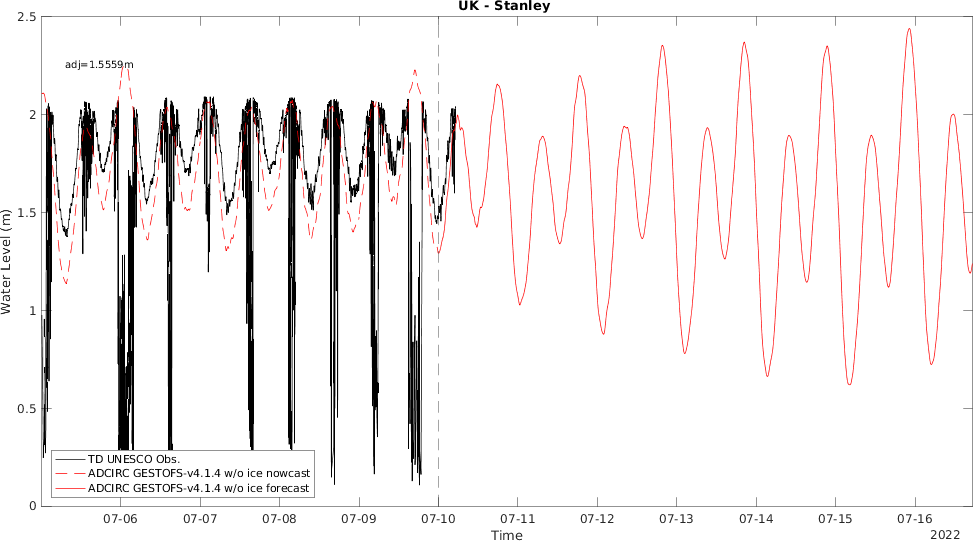 UK - Stanley
adj=1.5559m
Water Level (m)
2.5
2
1.5
1
0.5
0
TD UNESCO Obs.
ADCIRC GESTOFS-v4.1.4 w/o ice nowcast
ADCIRC GESTOFS-v4.1.4 w/o ice forecast
07-06 07-07 07-08 07-09 07-10 07-11 07-12 07-13 07-14 07-15 07-16
Time
2022